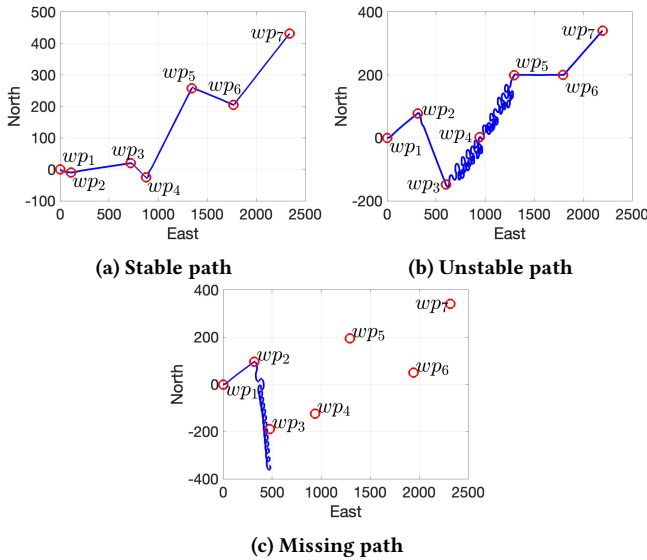 500
400
300
200
100
0
-100
North
wp1
wp2
wp3
wp4
wp5
wp6
wp7
0 500 1000 1500 2000 2500
East
(a) Stable path
400
200
0
-200
North
wp1
wp2
wp3
wp4
wp5
wp6
wp7
0 500 1000 1500 2000 2500
East
(b) Unstable path
400
200
0
-200
-400
North
wp1
wp2
wp3
wp4
wp5
wp6
wp7
0 500 1000 1500 2000 2500
East
(c) Missing path